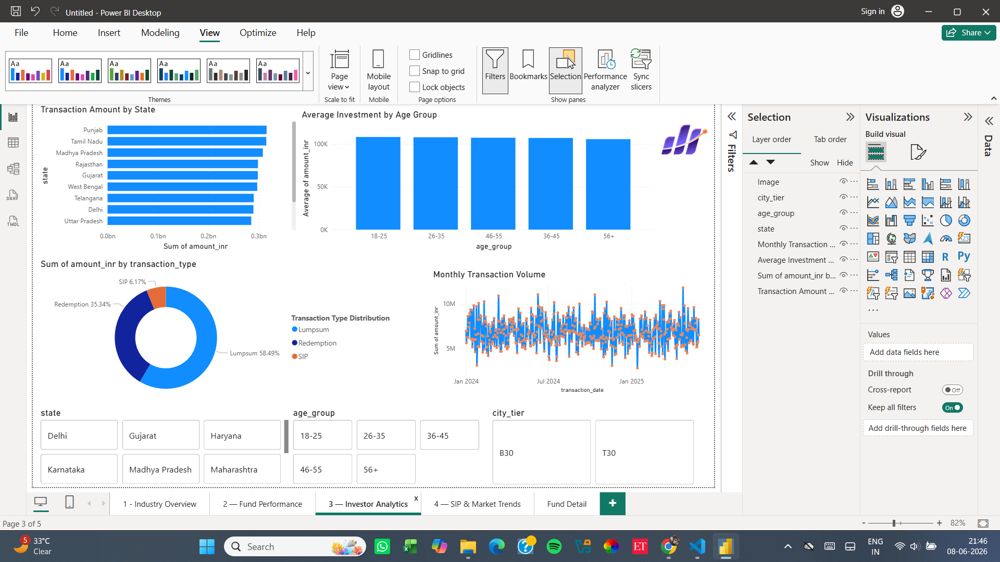 Untitled - Power BI Desktop
Sign in
File Home Insert Modeling View Optimize Help
Share
Aa Aa Aa Aa Aa Aa
Page view
Mobile layout
Gridlines
Snap to grid
Lock objects
Filters
Bookmarks
Selection
Performance analyzer
Sync slicers
Themes
Scale to fit
Mobile
Page options
Show panes
Transaction Amount by State
state
Punjab
Tamil Nadu
Madhya Pradesh
Rajasthan
Gujarat
West Bengal
Telangana
Delhi
Uttar Pradesh
0.0bn 0.1bn 0.2bn 0.3bn
Sum of amount_inr
Average Investment by Age Group
Average of amount_inr
100K
50K
0K
18-25 26-35 46-55 36-45 56+
age_group
Sum of amount_inr by transaction_type
SIP 6.17%
Redemption 35.34%
Lumpsum 58.49%
Transaction Type Distribution
Lumpsum
Redemption
SIP
Monthly Transaction Volume
Sum of amount_inr
10M
5M
Jan 2024 Jul 2024 Jan 2025
transaction_date
state
Delhi Gujarat Haryana
Karnataka Madhya Pradesh Maharashtra
age_group
18-25 26-35 36-45
46-55 56+
city_tier
B30 T30
Filters
Selection
Layer order Tab order
Show Hide
Image
city_tier
age_group
state
Monthly Transaction ...
Average Investment ...
Sum of amount_inr b...
Transaction Amount ...
Visualizations
Build visual
123
R Py
Values
Add data fields here
Drill through
Cross-report Off
Keep all filters On
Add drill-through fields here
Data
DAX
TMDL
1 - Industry Overview
2 — Fund Performance
3 — Investor Analytics x
4 — SIP & Market Trends
Fund Detail
+
Page 3 of 5
- + 82%
5
33°C
Clear
Search
ET
ENG
IN
21:46
08-06-2026